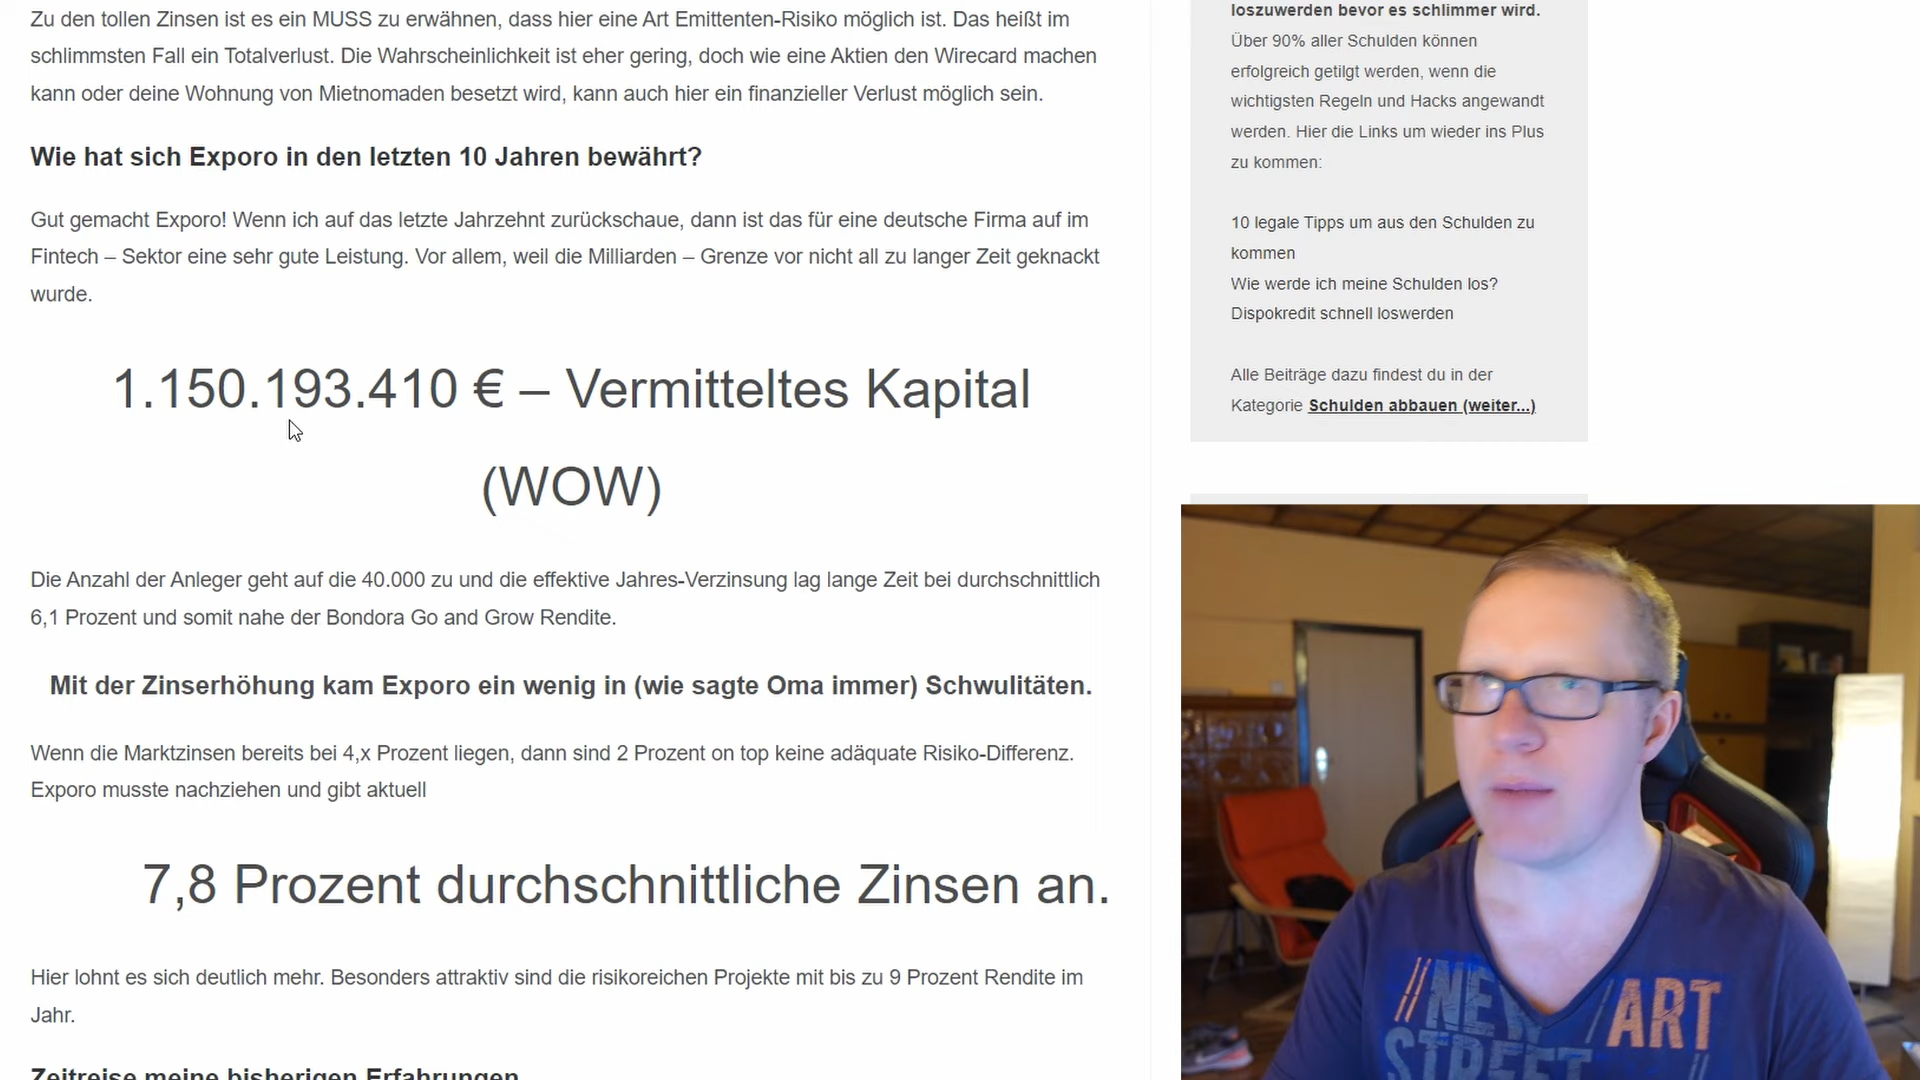 Zu den tollen Zinsen ist es ein MUSS zu erwähnen, dass hier eine Art Emittenten-Risiko möglich ist. Das heißt im
schlimmsten Fall ein Totalverlust. Die Wahrscheinlichkeit ist eher gering, doch wie eine Aktien den Wirecard machen
kann oder deine Wohnung von Mietnomaden besetzt wird, kann auch hier ein finanzieller Verlust möglich sein.
Wie hat sich Exporo in den letzten 10 Jahren bewährt?
Gut gemacht Exporo! Wenn ich auf das letzte Jahrzehnt zurückschaue, dann ist das für eine deutsche Firma auf im
Fintech – Sektor eine sehr gute Leistung. Vor allem, weil die Milliarden – Grenze vor nicht all zu langer Zeit geknackt
wurde.
1.150.193.410 € – Vermitteltes Kapital
(WOW)
Die Anzahl der Anleger geht auf die 40.000 zu und die effektive Jahres-Verzinsung lag lange Zeit bei durchschnittlich
6,1 Prozent und somit nahe der Bondora Go and Grow Rendite.
Mit der Zinserhöhung kam Exporo ein wenig in (wie sagte Oma immer) Schwulitäten.
Wenn die Marktzinsen bereits bei 4,x Prozent liegen, dann sind 2 Prozent on top keine adäquate Risiko-Differenz.
Exporo musste nachziehen und gibt aktuell
7,8 Prozent durchschnittliche Zinsen an.
Hier lohnt es sich deutlich mehr. Besonders attraktiv sind die risikoreichen Projekte mit bis zu 9 Prozent Rendite im
Jahr.
Zeitreise meine bisherigen Erfahrungen
loszuwerden bevor es schlimmer wird.
Über 90% aller Schulden können
erfolgreich getilgt werden, wenn die
wichtigsten Regeln und Hacks angewandt
werden. Hier die Links um wieder ins Plus
zu kommen:
10 legale Tipps um aus den Schulden zu
kommen
Wie werde ich meine Schulden los?
Dispokredit schnell loswerden
Alle Beiträge dazu findest du in der
Kategorie Schulden abbauen (weiter...)
ART
STREET